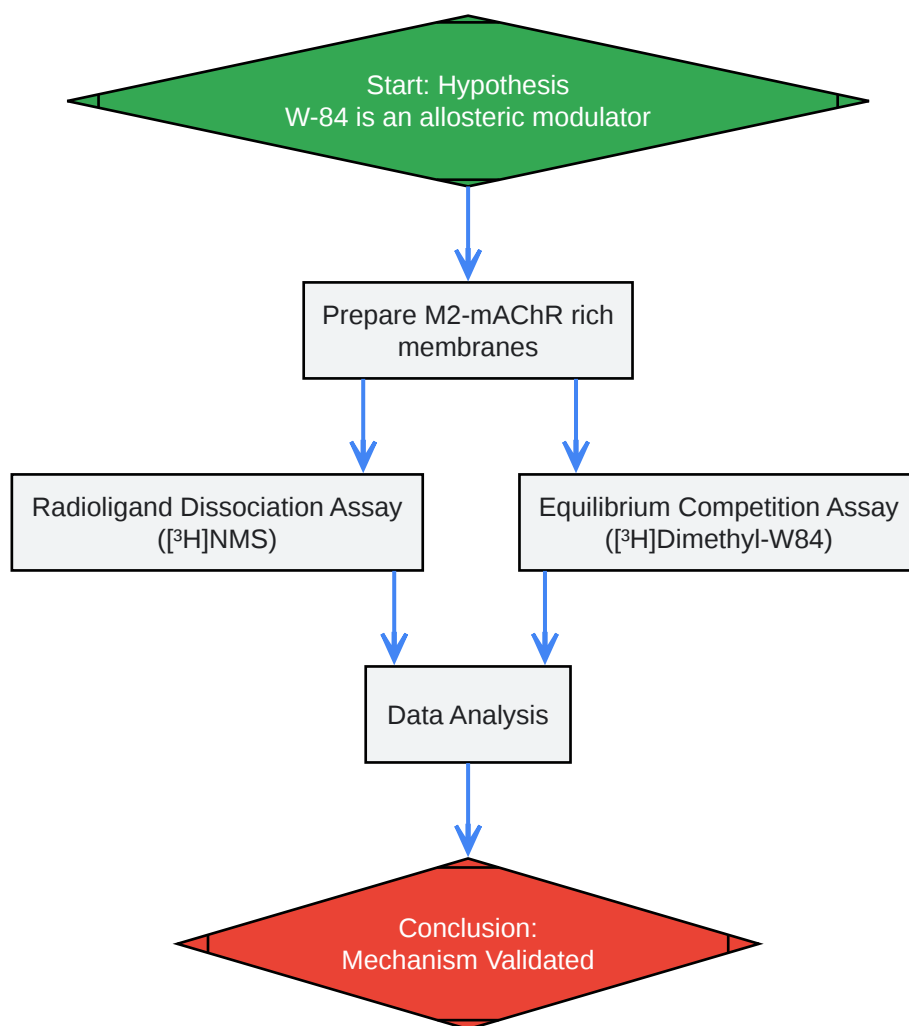 Start: Hypothesis
W-84 is an allosteric modulator
Prepare M2-mAChR rich
membranes
Radioligand Dissociation Assay
([³H]NMS)
Equilibrium Competition Assay
([³H]Dimethyl-W84)
Data Analysis
Conclusion:
Mechanism Validated